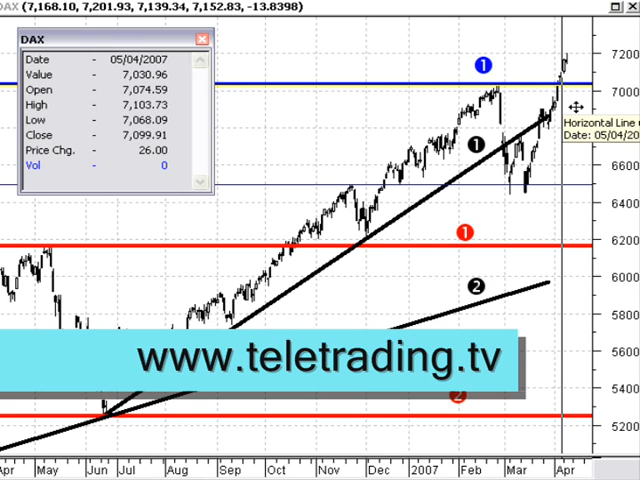 DAX (7,168.10, 7,201.93, 7,139.34, 7,152.83, -13.8398)
DAX
Date - 05/04/2007
Value - 7,030.96
Open - 7,074.59
High - 7,103.73
Low - 7,068.09
Close - 7,099.91
Price Chg. - 26.00
Vol - 0
1
7200
7000
Horizontal Line
Date: 05/04/20
1
6600
6400
1
6200
6000
2
5800
5600
www.teletrading.tv
5400
2
5200
Apr May Jun Jul Aug Sep Oct Nov Dec 2007 Feb Mar Apr